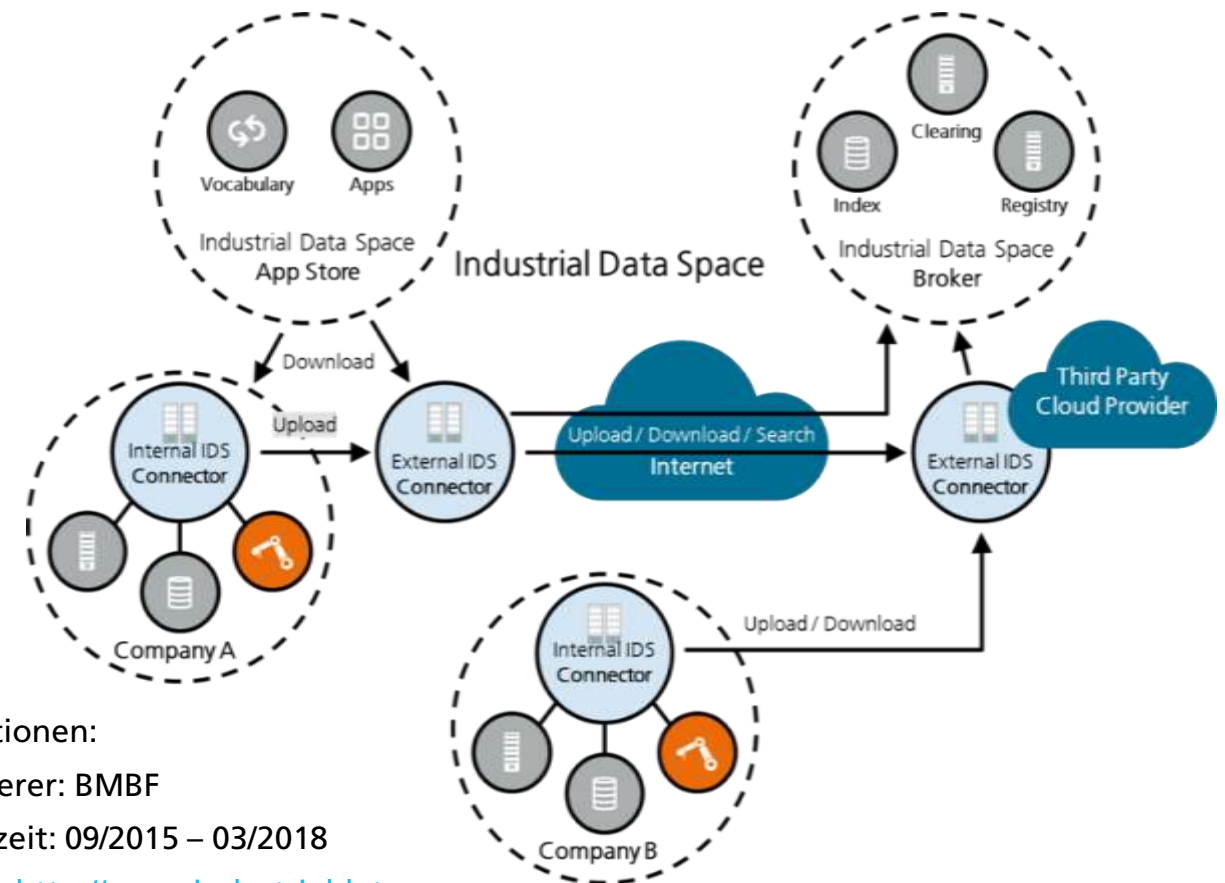 Clearing
Vocabulary
Apps
Index
Registry
Industrial Data Space
App Store
Industrial Data Space
Industrial Data Space
Broker
Download
Third Party
Cloud Provider
Upload
Internal IDS
Connector
External IDS
Connector
Upload / Download / Search
Internet
External IDS
Connector
Company A
Upload / Download
Internal IDS
Connector
Company B
tionen:
erer: BMBF
zeit: 09/2015 – 03/2018